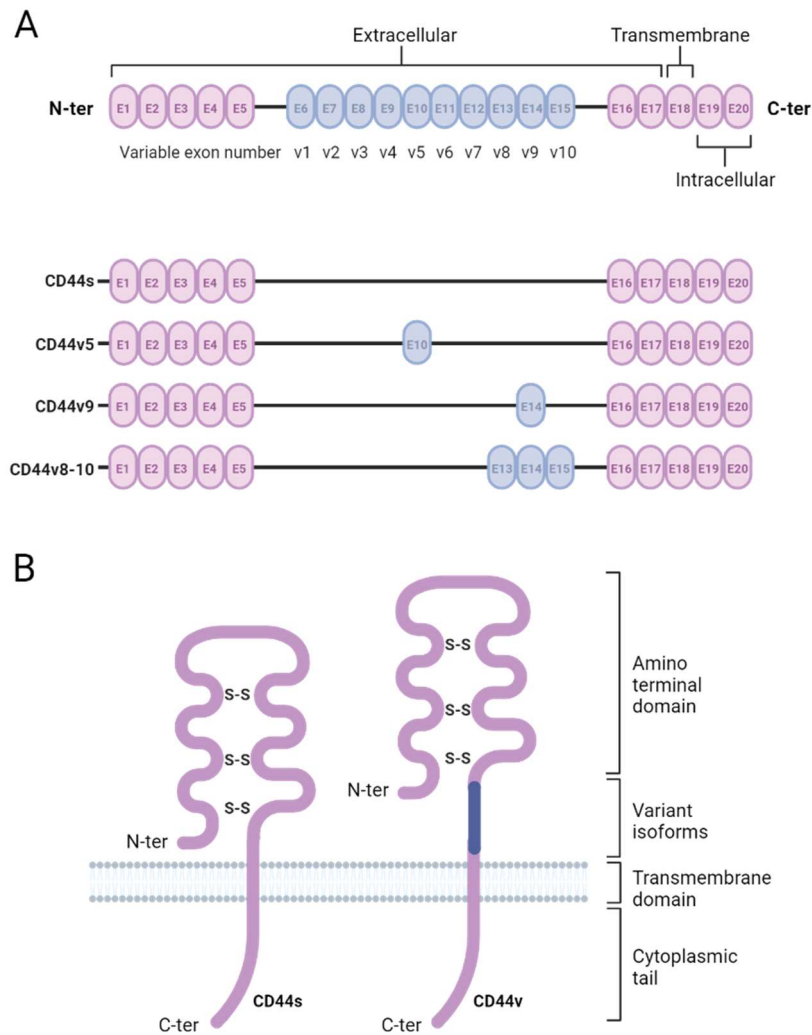 A
Extracellular Transmembrane
N-ter E1 E2 E3 E4 E5 E6 E7 E8 E9 E10 E11 E12 E13 E14 E15 E16 E17 E18 E19 E20 C-ter
Variable exon number v1 v2 v3 v4 v5 v6 v7 v8 v9 v10
Intracellular
CD44s E1 E2 E3 E4 E5 E16 E17 E18 E19 E20
CD44v5 E1 E2 E3 E4 E5 E10 E16 E17 E18 E19 E20
CD44v9 E1 E2 E3 E4 E5 E14 E16 E17 E18 E19 E20
CD44v8-10 E1 E2 E3 E4 E5 E13 E14 E15 E16 E17 E18 E19 E20
B
S-S
S-S
S-S
N-ter
CD44s
C-ter
S-S
S-S
S-S
N-ter
CD44v
C-ter
Amino
terminal
domain
Variant
isoforms
Transmembrane
domain
Cytoplasmic
tail